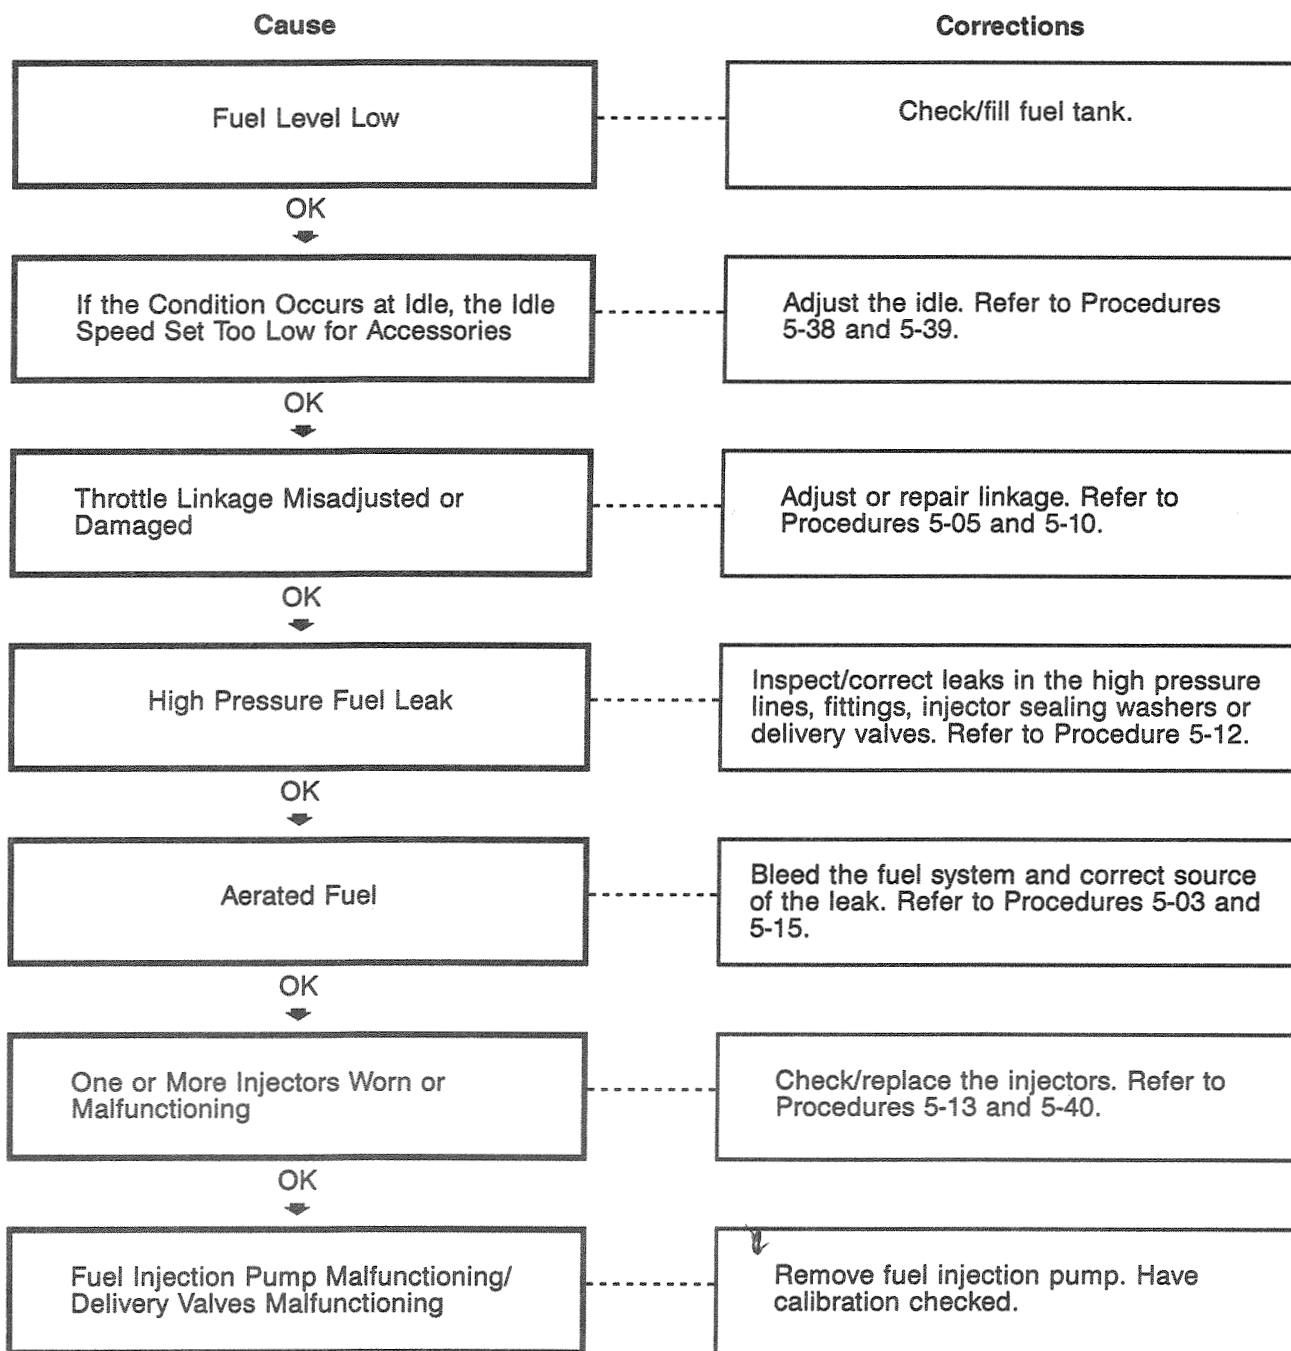 Cause
Corrections
Fuel Level Low
Check/fill fuel tank.
OK
If the Condition Occurs at Idle, the Idle
Speed Set Too Low for Accessories
Adjust the idle. Refer to Procedures
5-38 and 5-39.
OK
Throttle Linkage Misadjusted or
Damaged
Adjust or repair linkage. Refer to
Procedures 5-05 and 5-10.
OK
High Pressure Fuel Leak
Inspect/correct leaks in the high pressure
lines, fittings, injector sealing washers or
delivery valves. Refer to Procedure 5-12.
OK
Aerated Fuel
Bleed the fuel system and correct source
of the leak. Refer to Procedures 5-03 and
5-15.
OK
One or More Injectors Worn or
Malfunctioning
Check/replace the injectors. Refer to
Procedures 5-13 and 5-40.
OK
Fuel Injection Pump Malfunctioning/
Delivery Valves Malfunctioning
Remove fuel injection pump. Have
calibration checked.